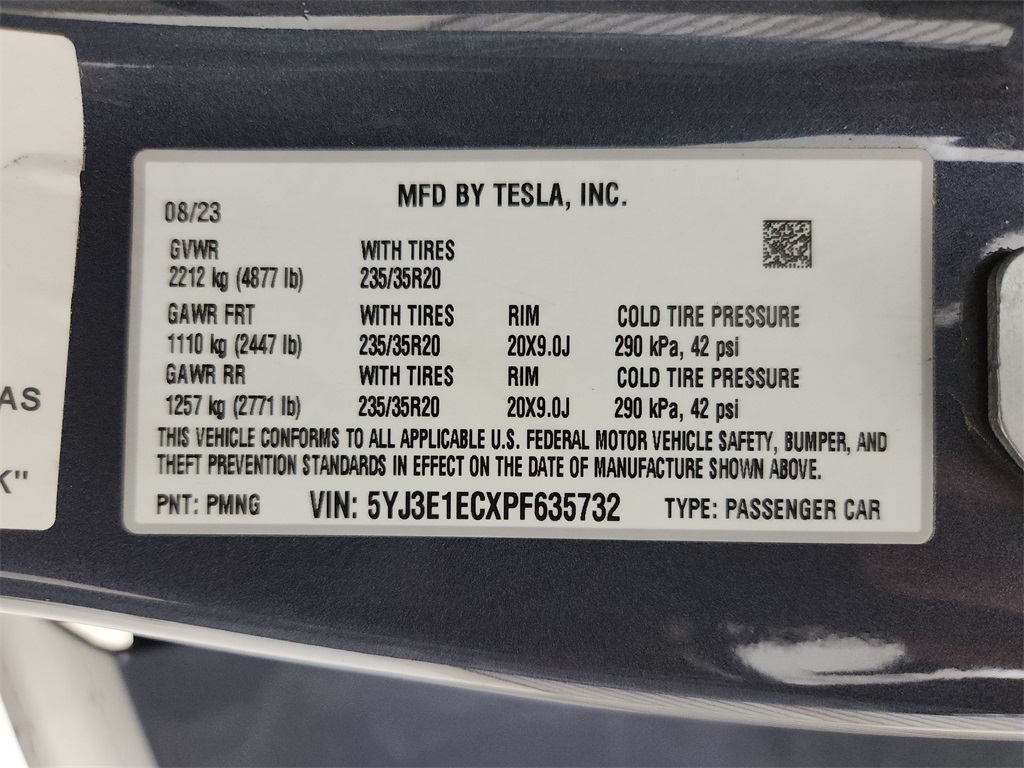 MFD BY TESLA, INC.
08/23
GVWR WITH TIRES
2212 kg (4877 lb) 235/35R20
GAWR FRT WITH TIRES RIM COLD TIRE PRESSURE
1110 kg (2447 lb) 235/35R20 20X9.0J 290 kPa, 42 psi
GAWR RR WITH TIRES RIM COLD TIRE PRESSURE
1257 kg (2771 lb) 235/35R20 20X9.0J 290 kPa, 42 psi
THIS VEHICLE CONFORMS TO ALL APPLICABLE U.S. FEDERAL MOTOR VEHICLE SAFETY, BUMPER, AND
THEFT PREVENTION STANDARDS IN EFFECT ON THE DATE OF MANUFACTURE SHOWN ABOVE.
PNT: PMNG VIN: 5YJ3E1ECXPF635732 TYPE: PASSENGER CAR
AS
K"